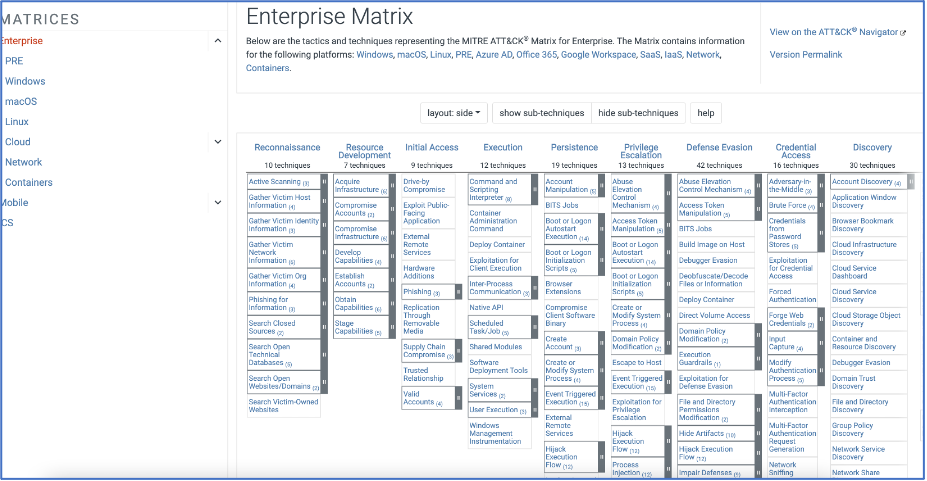 MATRICES
Enterprise
PRE
Windows
macOS
Linux
Cloud
Network
Containers
Mobile
ICS
Enterprise Matrix
Below are the tactics and techniques representing the MITRE ATT&CK® Matrix for Enterprise. The Matrix contains information
for the following platforms: Windows, macOS, Linux, PRE, Azure AD, Office 365, Google Workspace, SaaS, IaaS, Network,
Containers.
View on the ATT&CK® Navigator
Version Permalink
layout: side
show sub-techniques
hide sub-techniques
help
Reconnaissance
10 techniques
Active Scanning (3)
Gather Victim Host
Information (4)
Gather Victim Identity
Information (3)
Gather Victim
Network
Information (6)
Gather Victim Org
Information (4)
Phishing for
Information (3)
Search Closed
Sources (2)
Search Open
Technical
Databases (5)
Search Open
Websites/Domains (2)
Search Victim-Owned
Websites
Resource
Development
7 techniques
Acquire
Infrastructure (6)
Compromise
Accounts (2)
Compromise
Infrastructure (6)
Develop
Capabilities (4)
Establish
Accounts (2)
Obtain
Capabilities (6)
Stage
Capabilities (5)
Initial Access
9 techniques
Drive-by
Compromise
Exploit Public-
Facing
Application
External
Remote
Services
Hardware
Additions
Phishing (3)
Replication
Through
Removable
Media
Supply Chain
Compromise (3)
Trusted
Relationship
Valid
Accounts (4)
Execution
12 techniques
Command and
Scripting
Interpreter (8)
Container
Administration
Command
Deploy Container
Exploitation for
Client Execution
Inter-Process
Communication (3)
Native API
Scheduled
Task/Job (5)
Shared Modules
Software
Deployment Tools
System
Services (2)
User Execution (3)
Windows
Management
Instrumentation
Persistence
19 techniques
Account
Manipulation (5)
BITS Jobs
Boot or Logon
Autostart
Execution (14)
Boot or Logon
Initialization
Scripts (5)
Browser
Extensions
Compromise
Client Software
Binary
Create
Account (3)
Create or
Modify System
Process (4)
Event Triggered
Execution (15)
External
Remote
Services
Hijack
Execution
Flow (12)
Privilege
Escalation
13 techniques
Abuse
Elevation
Control
Mechanism (4)
Access Token
Manipulation (5)
Boot or Logon
Autostart
Execution (14)
Boot or Logon
Initialization
Scripts (5)
Create or
Modify System
Process (4)
Domain Policy
Modification (2)
Escape to Host
Event Triggered
Execution (15)
Exploitation for
Privilege
Escalation
Hijack
Execution
Flow (12)
Process
Injection (12)
Defense Evasion
42 techniques
Abuse Elevation
Control Mechanism (4)
Access Token
Manipulation (5)
BITS Jobs
Build Image on Host
Debugger Evasion
Deobfuscate/Decode
Files or Information
Deploy Container
Direct Volume Access
Domain Policy
Modification (2)
Execution
Guardrails (1)
Exploitation for
Defense Evasion
File and Directory
Permissions
Modification (2)
Hide Artifacts (10)
Hijack Execution
Flow (12)
Impair Defenses (9)
Credential
Access
16 techniques
Adversary-in-
the-Middle (3)
Brute Force (4)
Credentials
from
Password
Stores (5)
Exploitation
for Credential
Access
Forced
Authentication
Forge Web
Credentials (2)
Input
Capture (4)
Modify
Authentication
Process (5)
Multi-Factor
Authentication
Interception
Multi-Factor
Authentication
Request
Generation
Network
Sniffing
Discovery
30 techniques
Account Discovery (4)
Application Window
Discovery
Browser Bookmark
Discovery
Cloud Infrastructure
Discovery
Cloud Service
Dashboard
Cloud Service
Discovery
Cloud Storage Object
Discovery
Container and
Resource Discovery
Debugger Evasion
Domain Trust
Discovery
File and Directory
Discovery
Group Policy
Discovery
Network Service
Discovery
Network Share